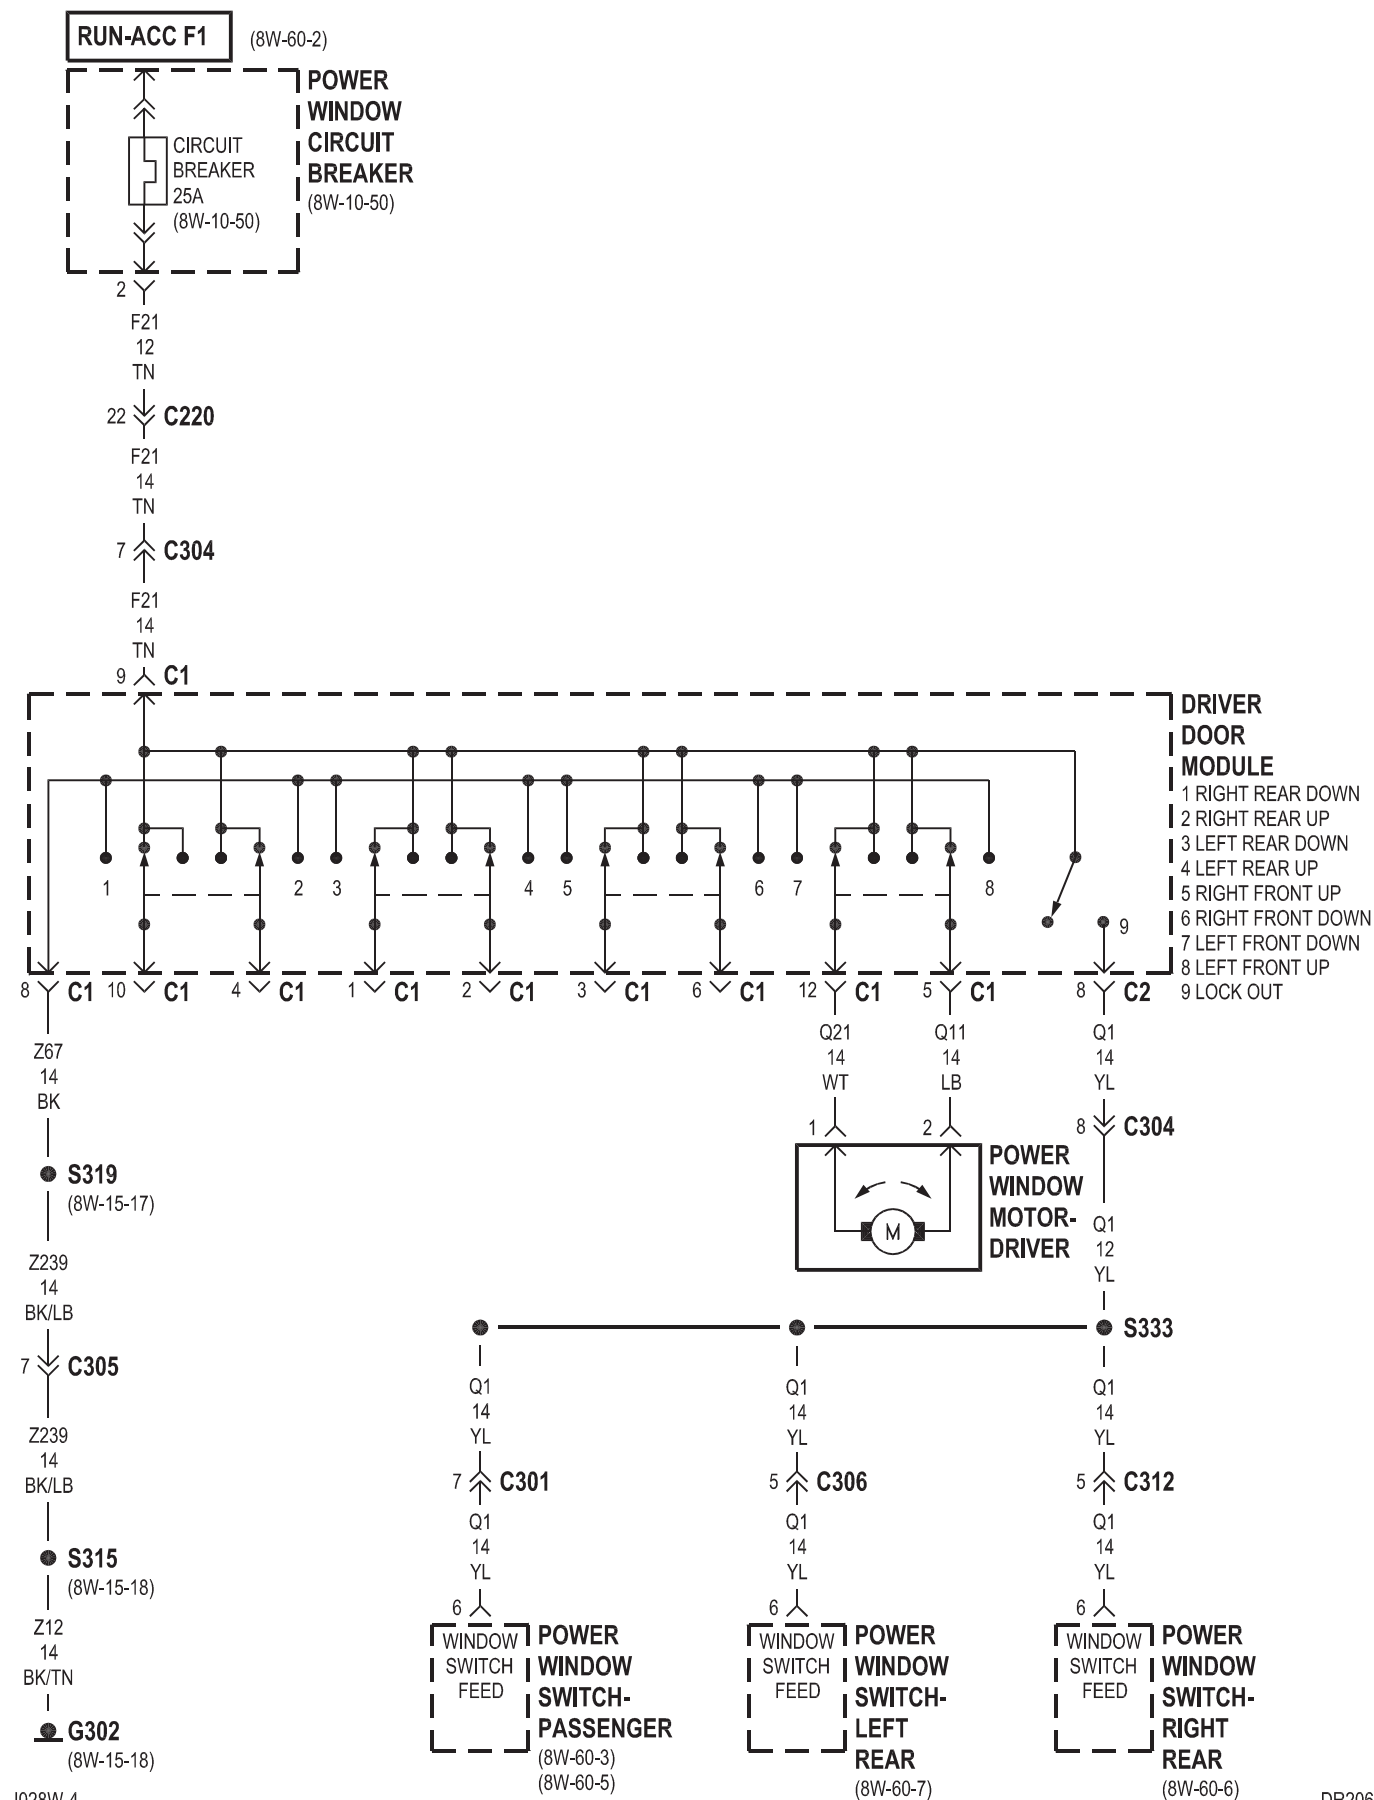 RUN-ACC F1 (8W-60-2)
POWER
WINDOW
CIRCUIT
BREAKER
(8W-10-50)
CIRCUIT
BREAKER
25A
(8W-10-50)
2
F21
12
TN
22 C220
F21
14
TN
7 C304
F21
14
TN
9 C1
DRIVER
DOOR
MODULE
1 RIGHT REAR DOWN
2 RIGHT REAR UP
3 LEFT REAR DOWN
4 LEFT REAR UP
5 RIGHT FRONT UP
6 RIGHT FRONT DOWN
7 LEFT FRONT DOWN
8 LEFT FRONT UP
9 LOCK OUT
1 2 3 4 5 6 7 8
9
8 C1 10 C1 4 C1 1 C1 2 C1 3 C1 6 C1 12 C1 5 C1 8 C2
Z67
14
BK
S319
(8W-15-17)
Z239
14
BK/LB
7 C305
Z239
14
BK/LB
S315
(8W-15-18)
Z12
14
BK/TN
G302
(8W-15-18)
Q21
14
WT
1
Q11
14
LB
2
M
POWER
WINDOW
MOTOR-
DRIVER
Q1
14
YL
8 C304
Q1
12
YL
S333
Q1
14
YL
7 C301
Q1
14
YL
6
WINDOW
SWITCH
FEED
POWER
WINDOW
SWITCH-
PASSENGER
(8W-60-3)
(8W-60-5)
Q1
14
YL
5 C306
Q1
14
YL
6
WINDOW
SWITCH
FEED
POWER
WINDOW
SWITCH-
LEFT
REAR
(8W-60-7)
Q1
14
YL
5 C312
Q1
14
YL
6
WINDOW
SWITCH
FEED
POWER
WINDOW
SWITCH-
RIGHT
REAR
(8W-60-6)
J028W-4
DR206